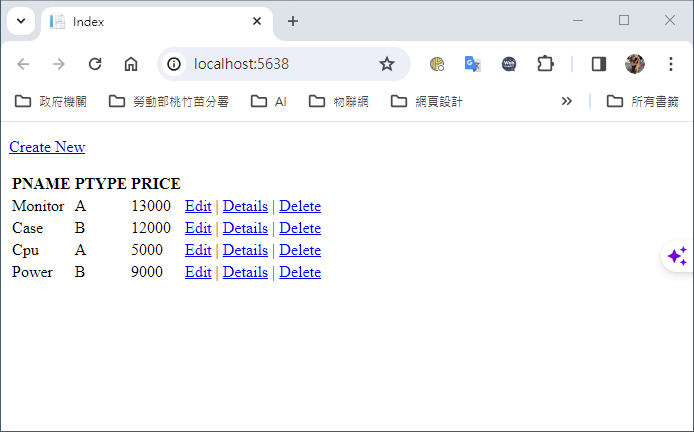 Index
localhost:5638
政府機關 勞動部桃竹苗分署 AI 物聯網 網頁設計 所有書籤
Create New
PNAME PTYPE PRICE
Monitor A 13000 Edit | Details | Delete
Case B 12000 Edit | Details | Delete
Cpu A 5000 Edit | Details | Delete
Power B 9000 Edit | Details | Delete